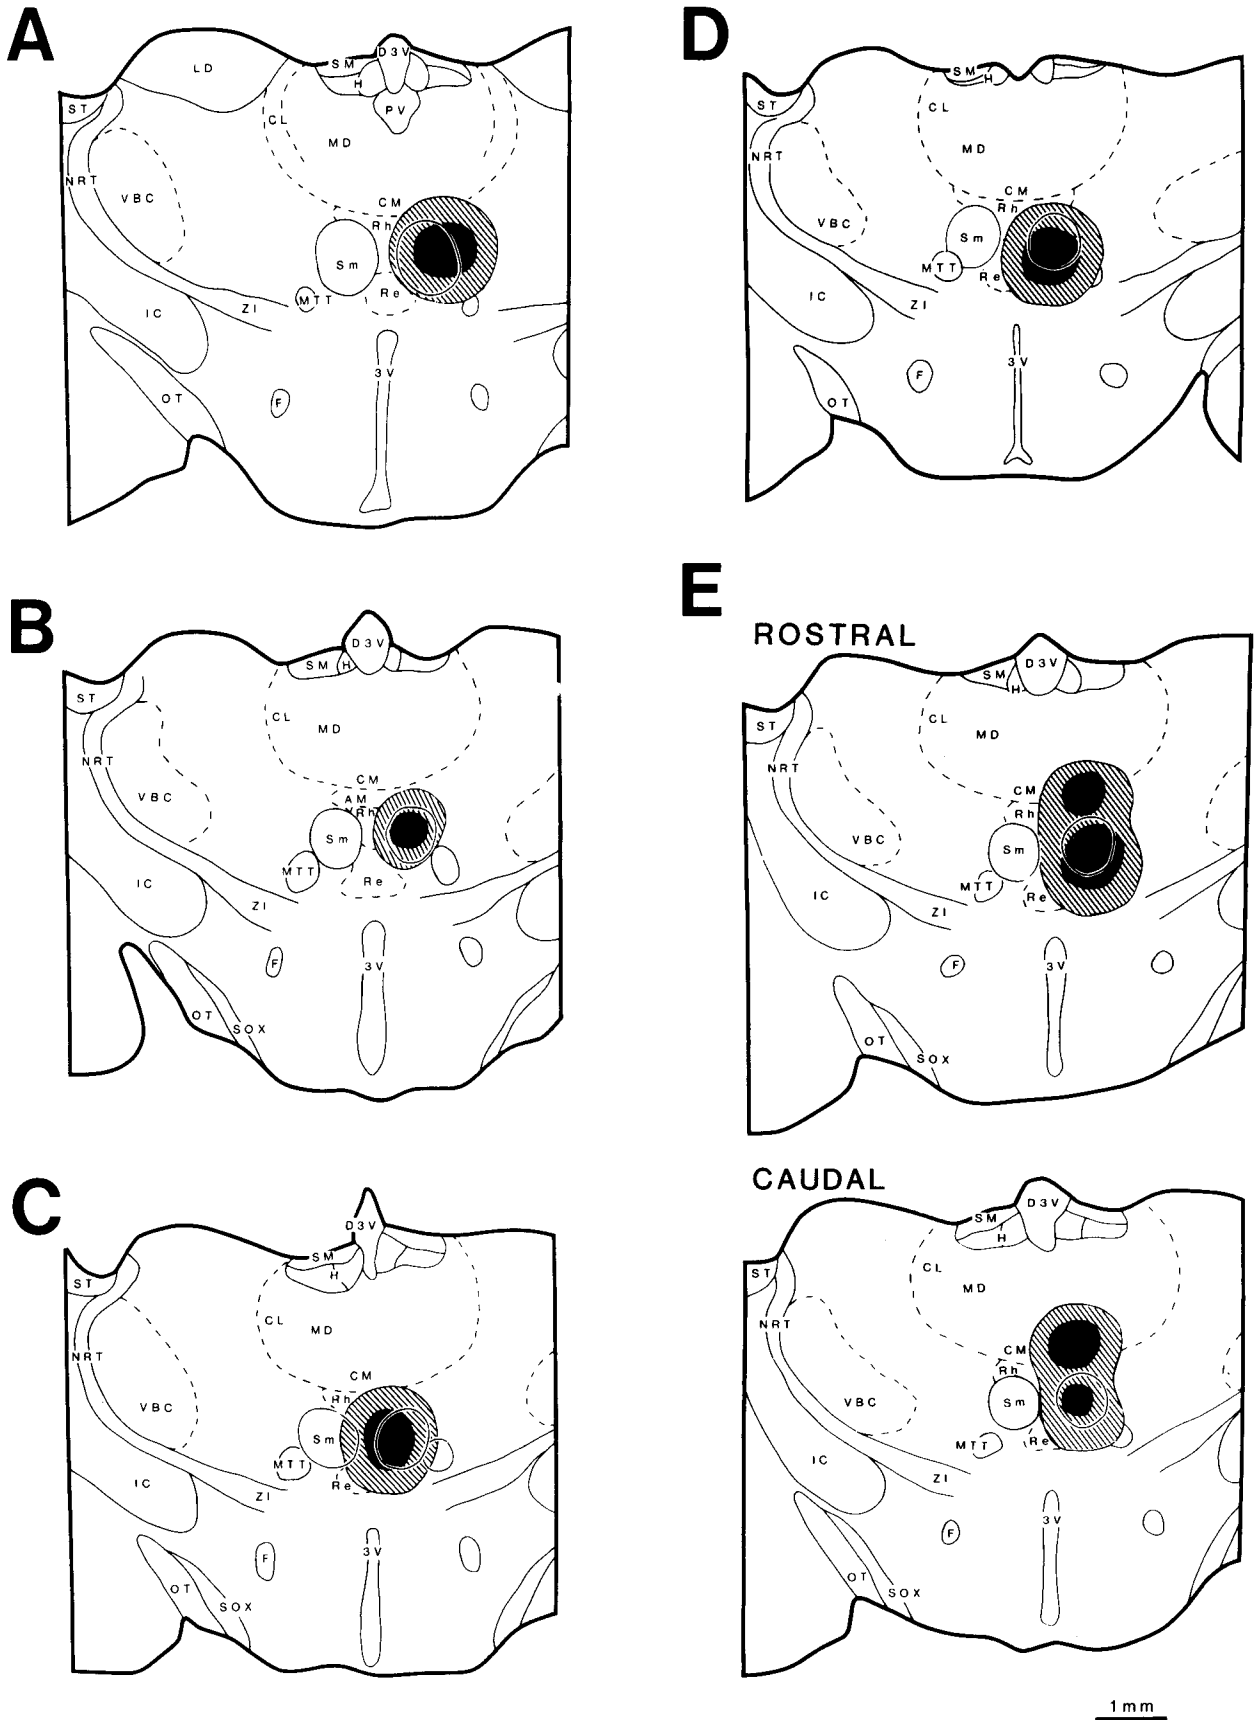 A
D3V
SM
LD
H
ST
PV
CL
MD
NRT
VBC
CM
Rh
Sm
Re
MTT
ZI
IC
3V
OT
F
D
SM
H
ST
CL
MD
NRT
CM
Rh
VBC
Sm
MTT
Re
IC
ZI
3V
F
OT
B
D3V
SM
H
ST
CL
MD
NRT
CM
VBC
AM
Rh
Sm
MTT
Re
IC
ZI
F
3V
OT
SOX
E
ROSTRAL
D3V
SM
H
ST
CL
MD
NRT
CM
Rh
VBC
Sm
MTT
Re
IC
ZI
F
3V
OT
SOX
C
D3V
SM
H
ST
CL
MD
NRT
CM
Rh
VBC
Sm
MTT
Re
IC
ZI
3V
F
OT
SOX
CAUDAL
D3V
SM
H
ST
CL
MD
NRT
CM
Rh
VBC
Sm
MTT
Re
IC
ZI
3V
F
OT
SOX
1mm